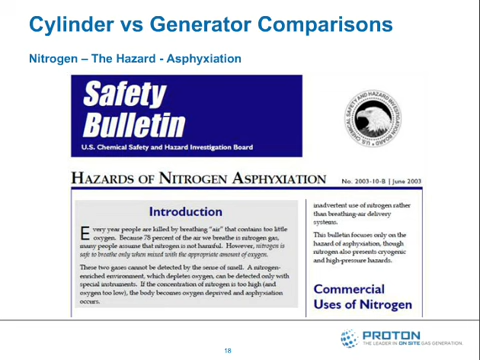 Cylinder vs Generator Comparisons
Nitrogen – The Hazard - Asphyxiation
Safety
Bulletin
U.S. Chemical Safety and Hazard Investigation Board
HAZARDS OF NITROGEN ASPHYXIATION
No. 2003-10-B | June 2003
Introduction
Every year people are killed by breathing “air” that contains too little
oxygen. Because 78 percent of the air we breathe is nitrogen gas,
many people assume that nitrogen is not harmful. However, nitrogen is
safe to breathe only when mixed with the appropriate amount of oxygen.
These two gases cannot be detected by the sense of smell. A nitrogen-
enriched environment, which depletes oxygen, can be detected only with
special instruments. If the concentration of nitrogen is too high (and
oxygen too low), the body becomes oxygen deprived and asphyxiation
occurs.
inadvertent use of nitrogen rather
than breathing-air delivery
systems.
This bulletin focuses only on the
hazard of asphyxiation, though
nitrogen also presents cryogenic
and high-pressure hazards.
Commercial
Uses of Nitrogen
PROTON
THE LEADER IN ON SITE GAS GENERATION.
18